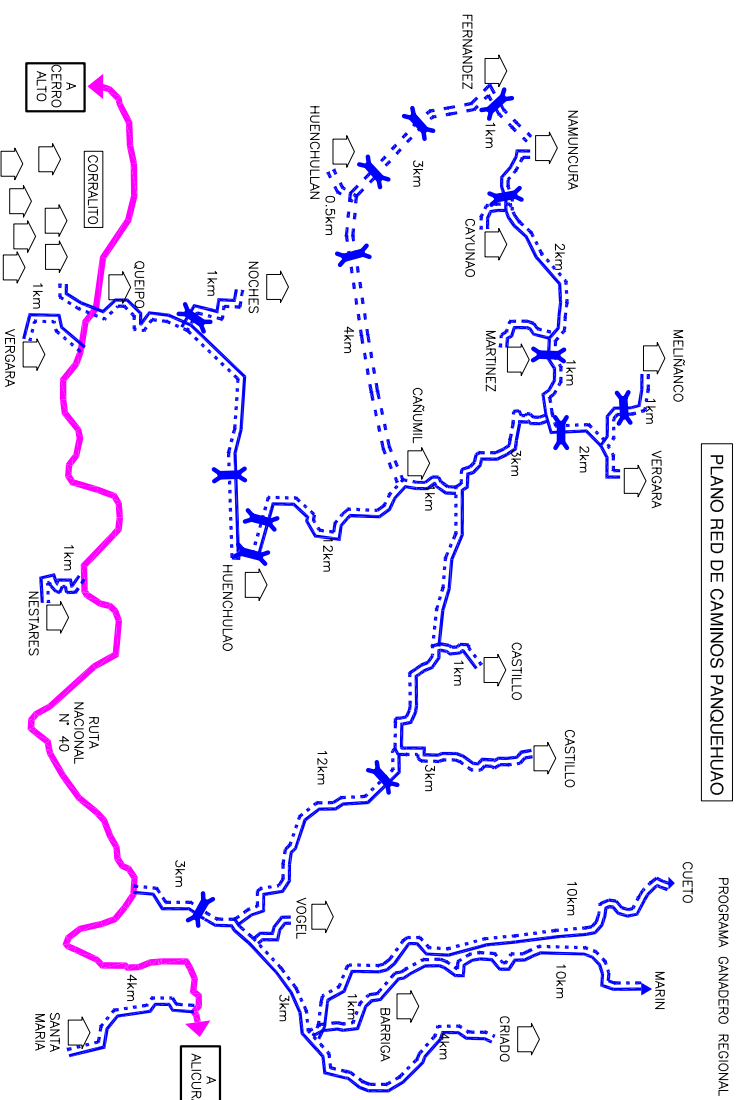 PLANO RED DE CAMINOS PANQUEHUAO
PROGRAMA GANADERO REGIONAL
CUETO
MARIN
MELIÑANCO
VERGARA
1km
2km
NAMUNCURA
FERNANDEZ
1km
CAYUNAO
2km
MARTINEZ
1km
3km
3km
HUENCHULLAN
0.5km
4km
CAÑUMIL
1km
CASTILLO
1km
CASTILLO
3km
10km
10km
CRIADO
4km
BARRIGA
1km
VOGEL
3km
12km
12km
HUENCHULAO
NOCHES
1km
QUEIPO
CORRALITO
A
CERRO
ALTO
1km
VERGARA
1km
NESTARES
RUTA
NACIONAL
N° 40
3km
4km
SANTA
MARIA
A
ALICUR